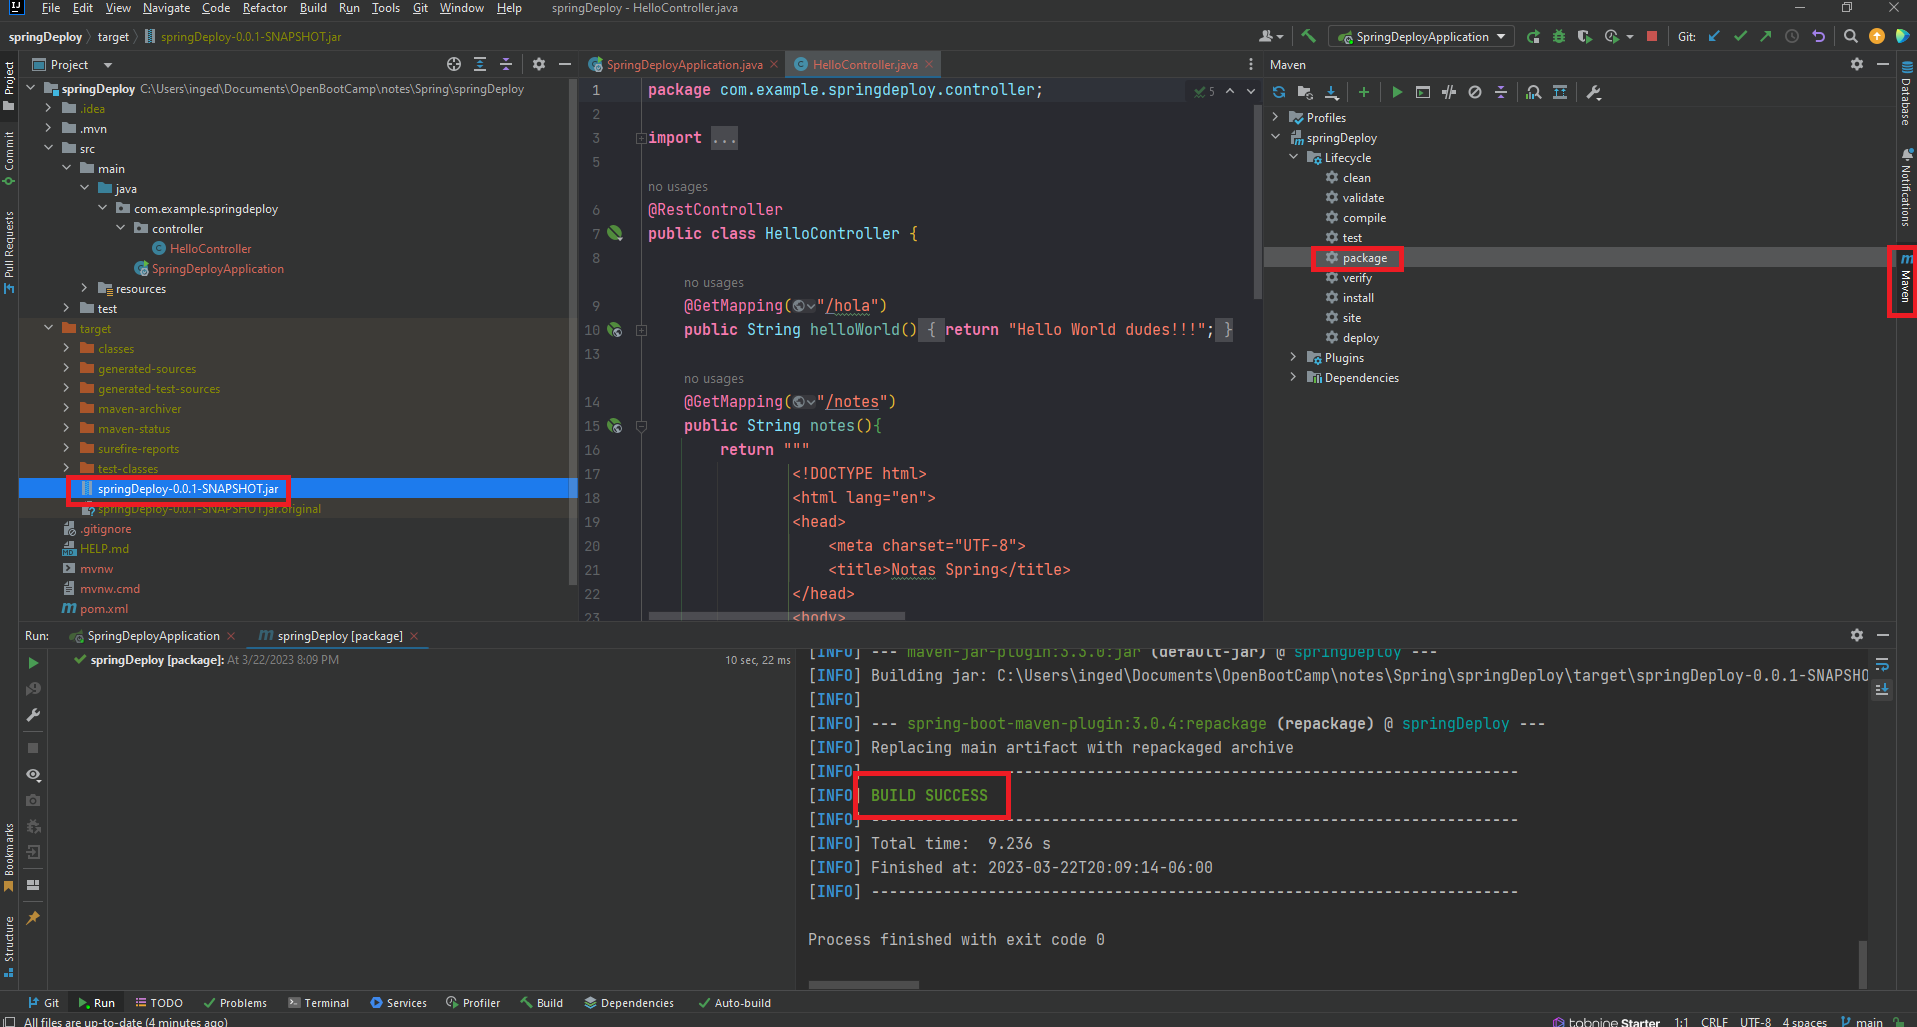 File Edit View Navigate Code Refactor Build Run Tools Git Window Help springDeploy - HelloController.java
springDeploy target springDeploy-0.0.1-SNAPSHOT.jar
SpringDeployApplication
Git:
Project
Commit
Pull Requests
Bookmarks
Structure
Project
springDeploy C:\Users\inged\Documents\OpenBootCamp\notes\Spring\springDeploy
.idea
.mvn
src
main
java
com.example.springdeploy
controller
HelloController
SpringDeployApplication
resources
test
target
classes
generated-sources
generated-test-sources
maven-archiver
maven-status
surefire-reports
test-classes
springDeploy-0.0.1-SNAPSHOT.jar
springDeploy-0.0.1-SNAPSHOT.jar.original
.gitignore
HELP.md
mvnw
mvnw.cmd
pom.xml
SpringDeployApplication.java HelloController.java
5
1 package com.example.springdeploy.controller;
2
3 import ...
5
no usages
6 @RestController
7 public class HelloController {
8
no usages
9 @GetMapping("/hola")
10 public String helloWorld() { return "Hello World dudes!!!"; }
13
no usages
14 @GetMapping("/notes")
15 public String notes(){
16 return """
17 <!DOCTYPE html>
18 <html lang="en">
19 <head>
20 <meta charset="UTF-8">
21 <title>Notas Spring</title>
22 </head>
23 <body>
Maven
Profiles
springDeploy
Lifecycle
clean
validate
compile
test
package
verify
install
site
deploy
Plugins
Dependencies
Database
Notifications
Maven
Run: SpringDeployApplication springDeploy [package]
springDeploy [package]: At 3/22/2023 8:09 PM 10 sec, 22 ms
[INFO] --- maven-jar-plugin:3.3.0:jar (default-jar) @ springDeploy ---
[INFO] Building jar: C:\Users\inged\Documents\OpenBootCamp\notes\Spring\springDeploy\target\springDeploy-0.0.1-SNAPSHO
[INFO]
[INFO] --- spring-boot-maven-plugin:3.0.4:repackage (repackage) @ springDeploy ---
[INFO] Replacing main artifact with repackaged archive
[INFO] ------------------------------------------------------------------------
[INFO] BUILD SUCCESS
[INFO] ------------------------------------------------------------------------
[INFO] Total time:  9.236 s
[INFO] Finished at: 2023-03-22T20:09:14-06:00
[INFO] ------------------------------------------------------------------------
Process finished with exit code 0
Git Run TODO Problems Terminal Services Profiler Build Dependencies Auto-build
All files are up-to-date (4 minutes ago) tabnine Starter 1:1 CRLF UTF-8 4 spaces main